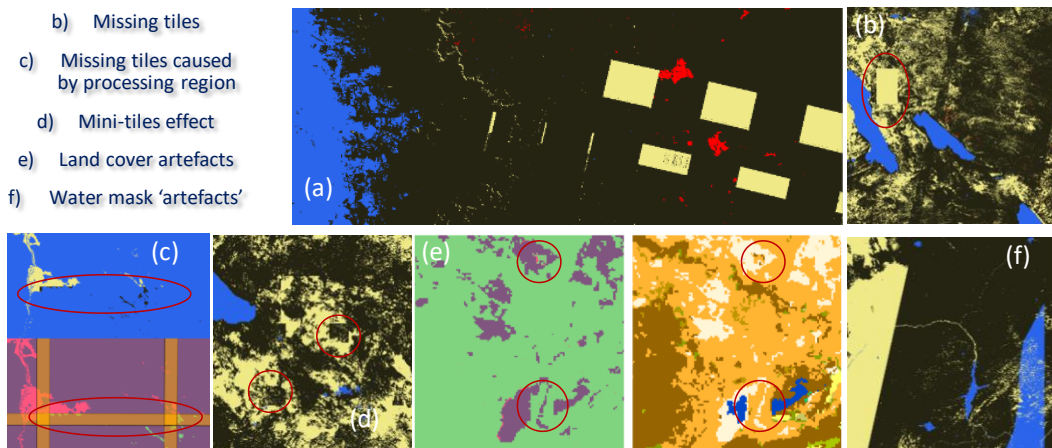 b) Missing tiles
c) Missing tiles caused
by processing region
d) Mini-tiles effect
e) Land cover artefacts
f) Water mask ‘artefacts’
(a)
(b)
(c)
(d)
(e)
(f)